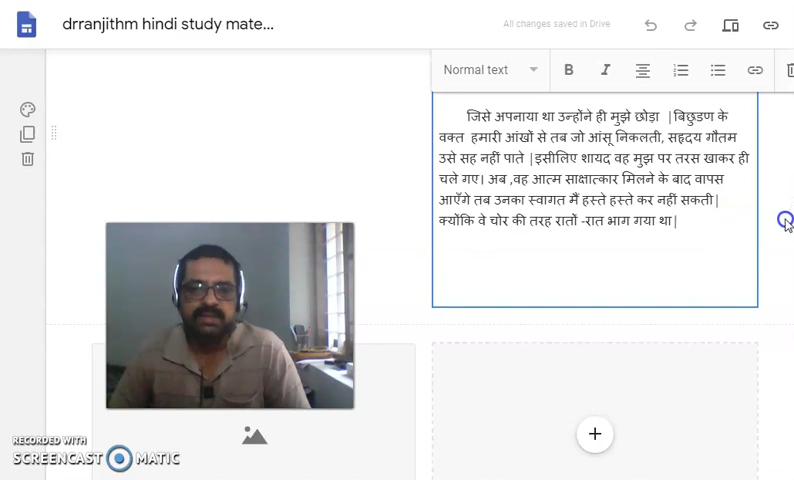 drranjithm hindi study mate...
All changes saved in Drive
Normal text
B
I
जिसे अपनाया था उन्होंने ही मुझे छोड़ा |बिछुडण के
वक्त हमारी आंखों से तब जो आंसू निकलती, सहृदय गौतम
उसे सह नहीं पाते |इसीलिए शायद वह मुझ पर तरस खाकर ही
चले गए। अब ,वह आत्म साक्षात्कार मिलने के बाद वापस
आएँगे तब उनका स्वागत मैं हस्ते हस्ते कर नहीं सकती|
क्योंकि वे चोर की तरह रातों -रात भाग गया था|
RECORDED WITH
SCREENCAST MATIC